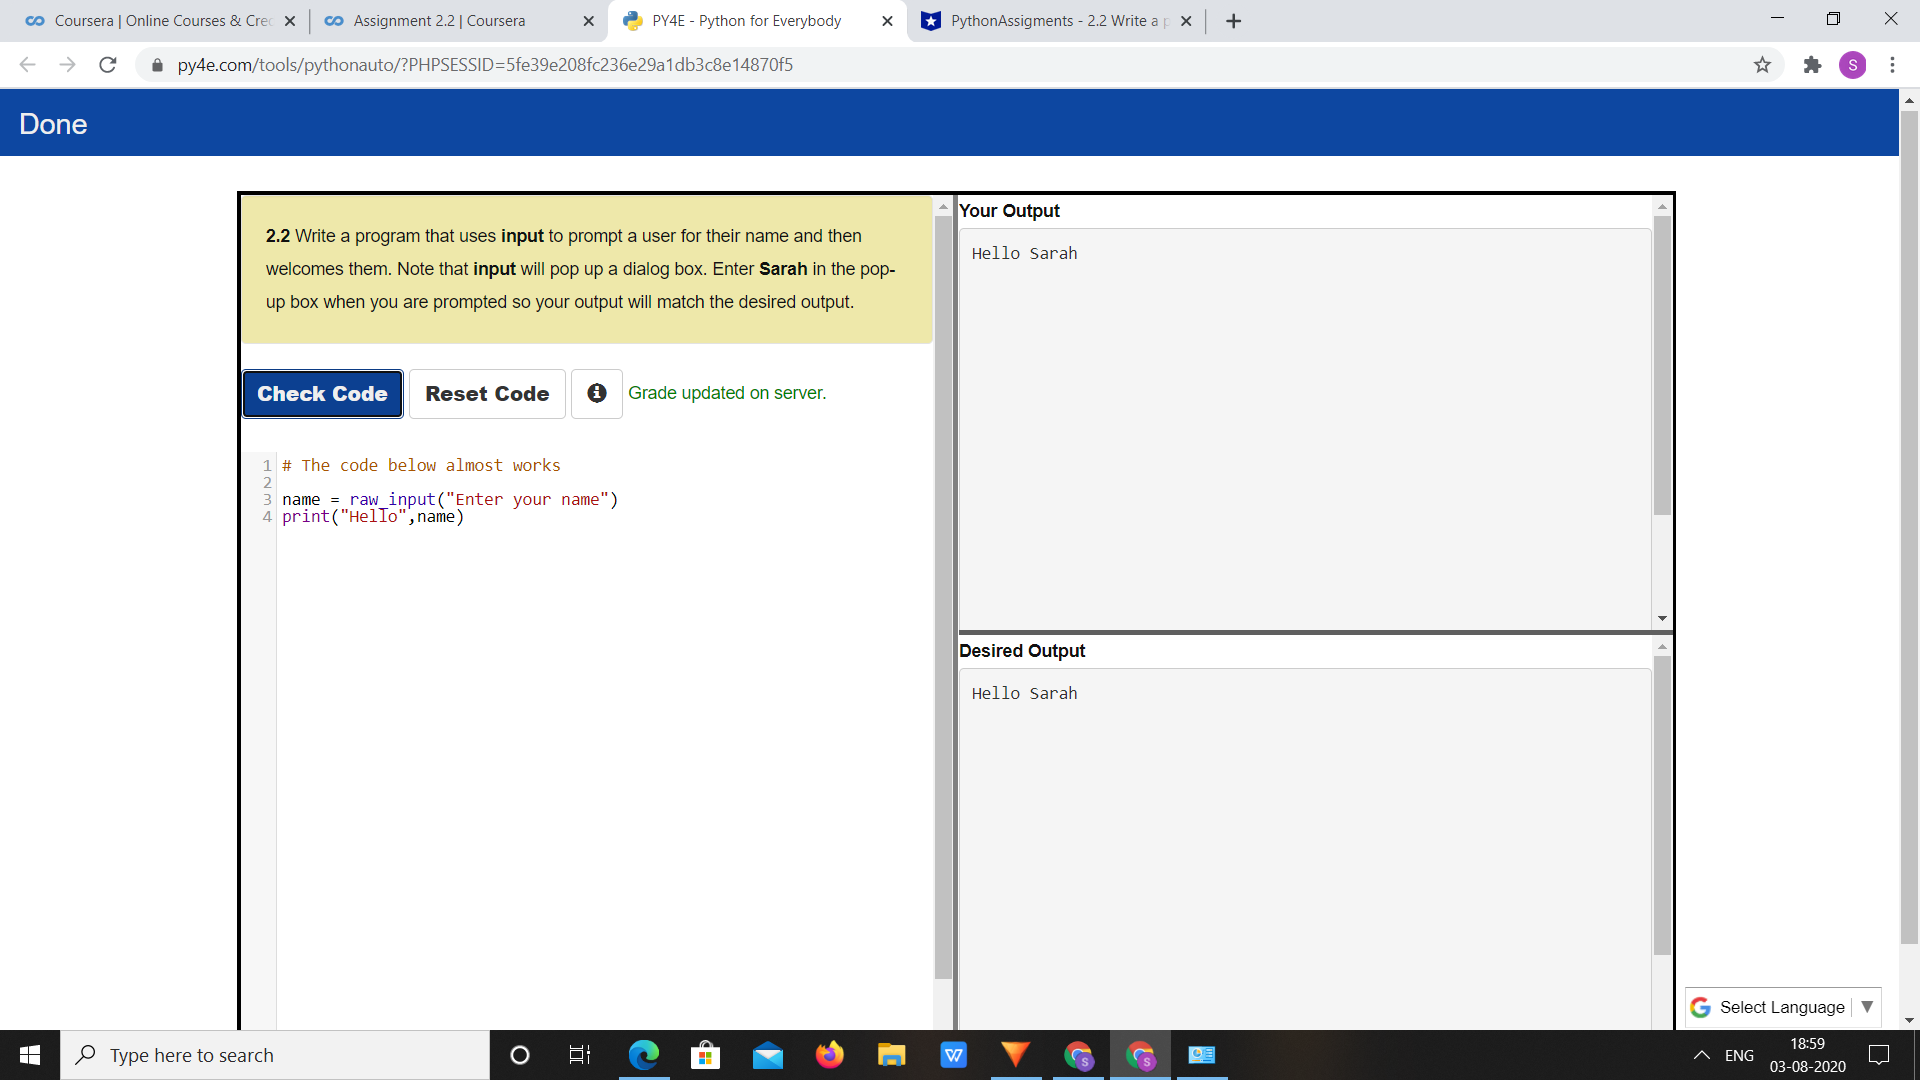 Coursera | Online Courses & Cre
Assignment 2.2 | Coursera
PY4E - Python for Everybody
PythonAssigments - 2.2 Write a p
py4e.com/tools/pythonauto/?PHPSESSID=5fe39e208fc236e29a1db3c8e14870f5
S
Done
2.2 Write a program that uses input to prompt a user for their name and then
welcomes them. Note that input will pop up a dialog box. Enter Sarah in the pop-
up box when you are prompted so your output will match the desired output.
Check Code
Reset Code
Grade updated on server.
1 # The code below almost works
2
3 name = raw_input("Enter your name")
4 print("Hello",name)
Your Output
Hello Sarah
Desired Output
Hello Sarah
Select Language
Type here to search
W
S
S
ENG
18:59
03-08-2020